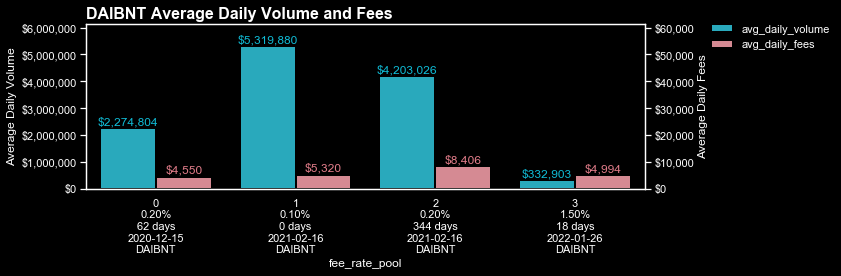 DAIBNT Average Daily Volume and Fees
avg_daily_volume
avg_daily_fees
Average Daily Volume
$6,000,000
$5,000,000
$4,000,000
$3,000,000
$2,000,000
$1,000,000
$0
$2,274,804
$4,550
$5,319,880
$5,320
$4,203,026
$8,406
$332,903
$4,994
$60,000
$50,000
$40,000
$30,000
$20,000
$10,000
$0
Average Daily Fees
0
0.20%
62 days
2020-12-15
DAIBNT
1
0.10%
0 days
2021-02-16
DAIBNT
2
0.20%
344 days
2021-02-16
DAIBNT
3
1.50%
18 days
2022-01-26
DAIBNT
fee_rate_pool